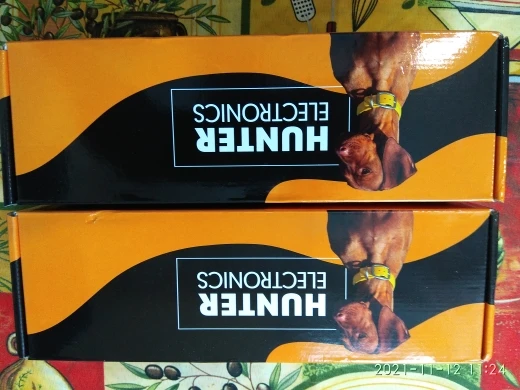 HUNTER
ELECTRONICS
HUNTER
ELECTRONICS
2021-11-12 11:24